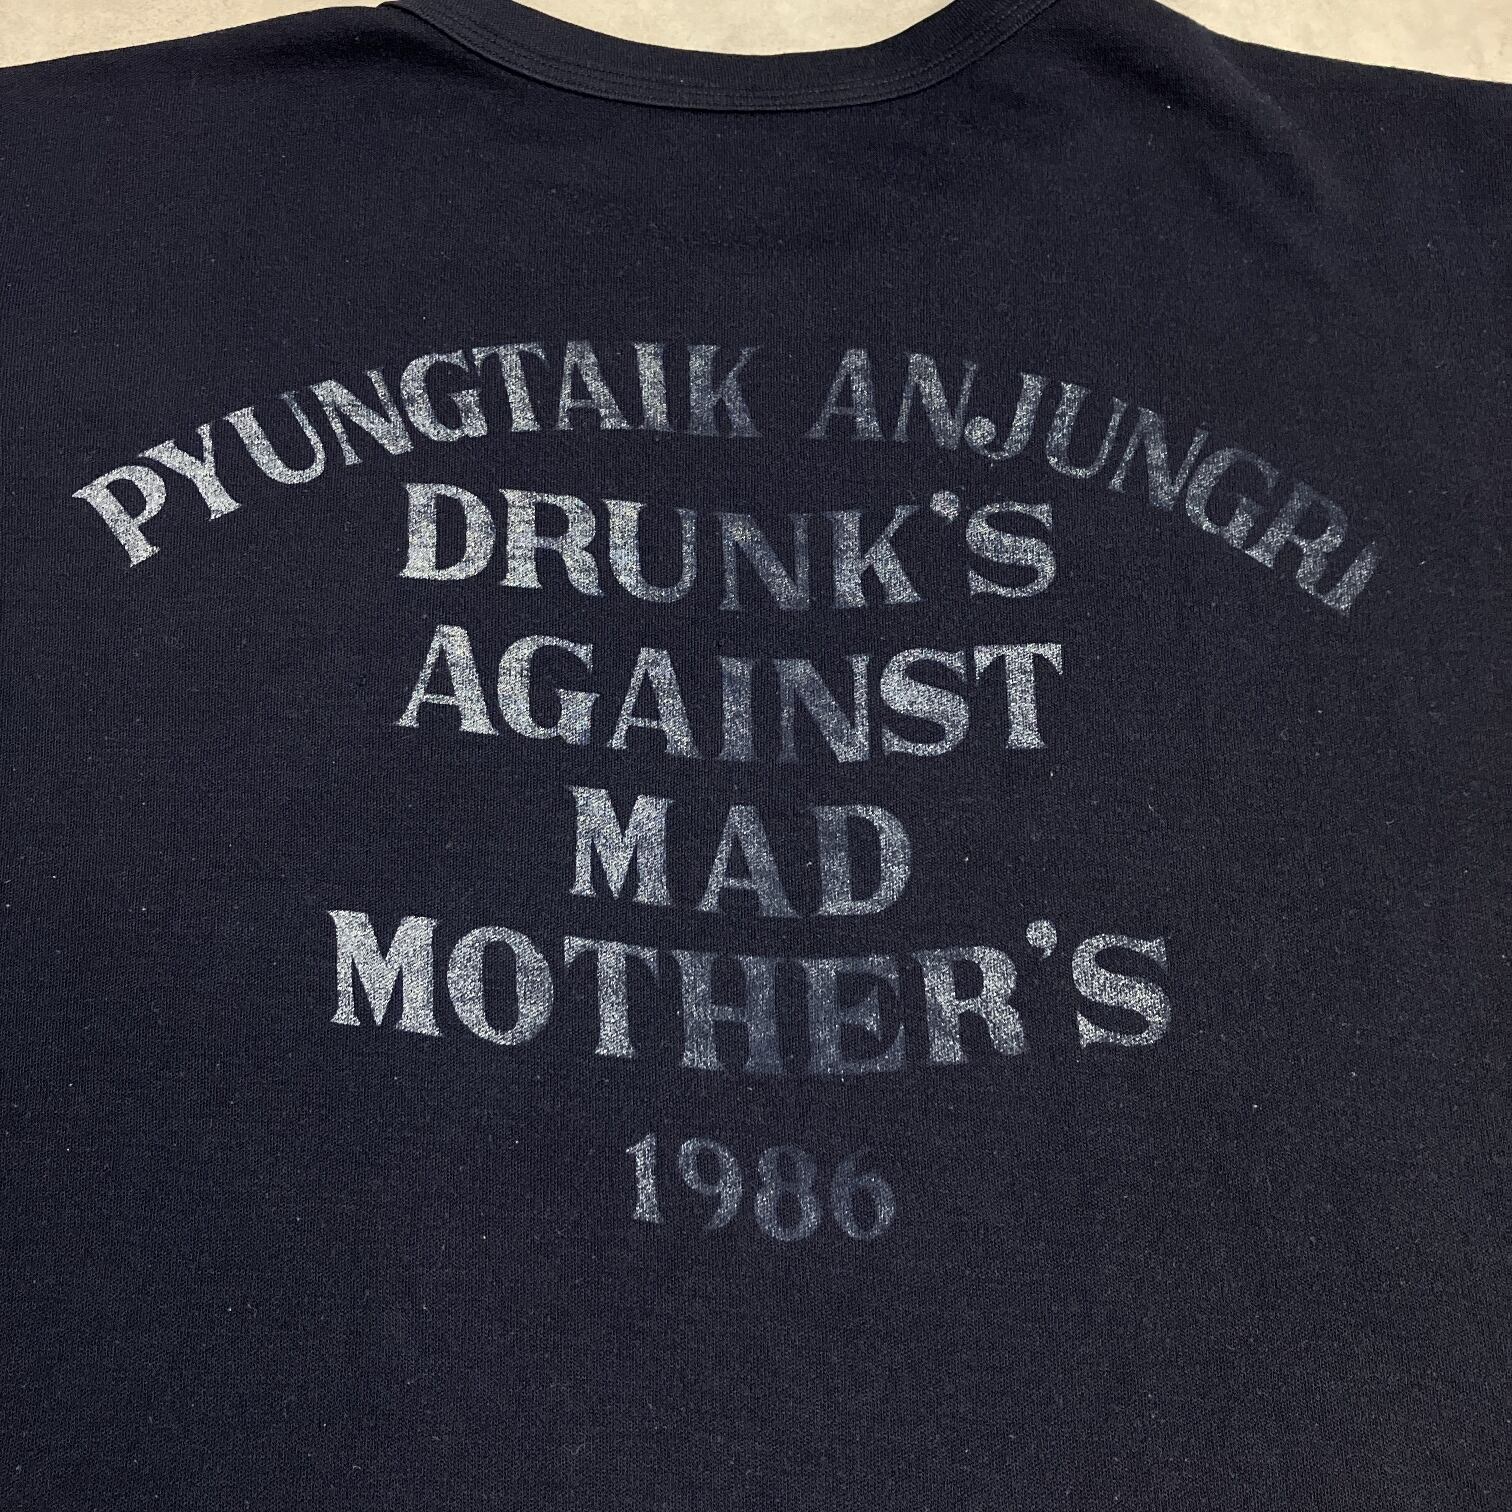 PYUNGTAIK ANJUNGRi
DRUNK'S
AGAINST
MAD
MOTHER'S
1986